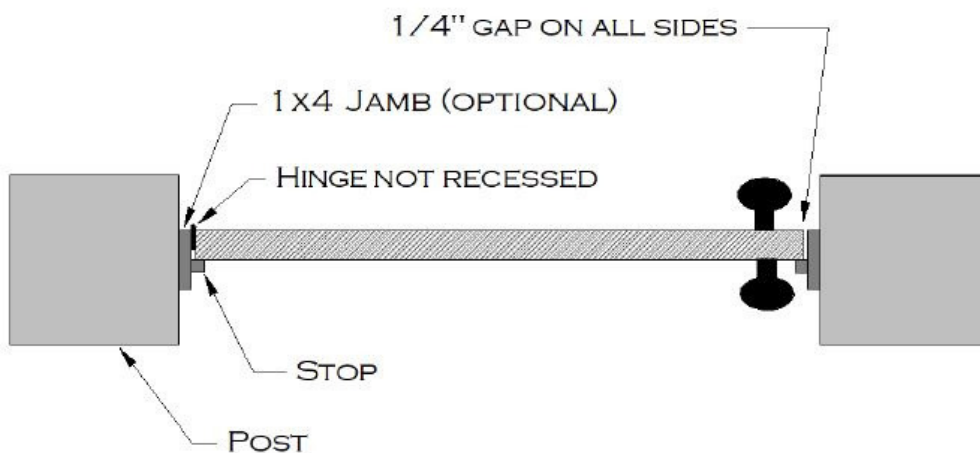 1/4" GAP ON ALL SIDES
1X4 JAMB (OPTIONAL)
HINGE NOT RECESSED
STOP
POST